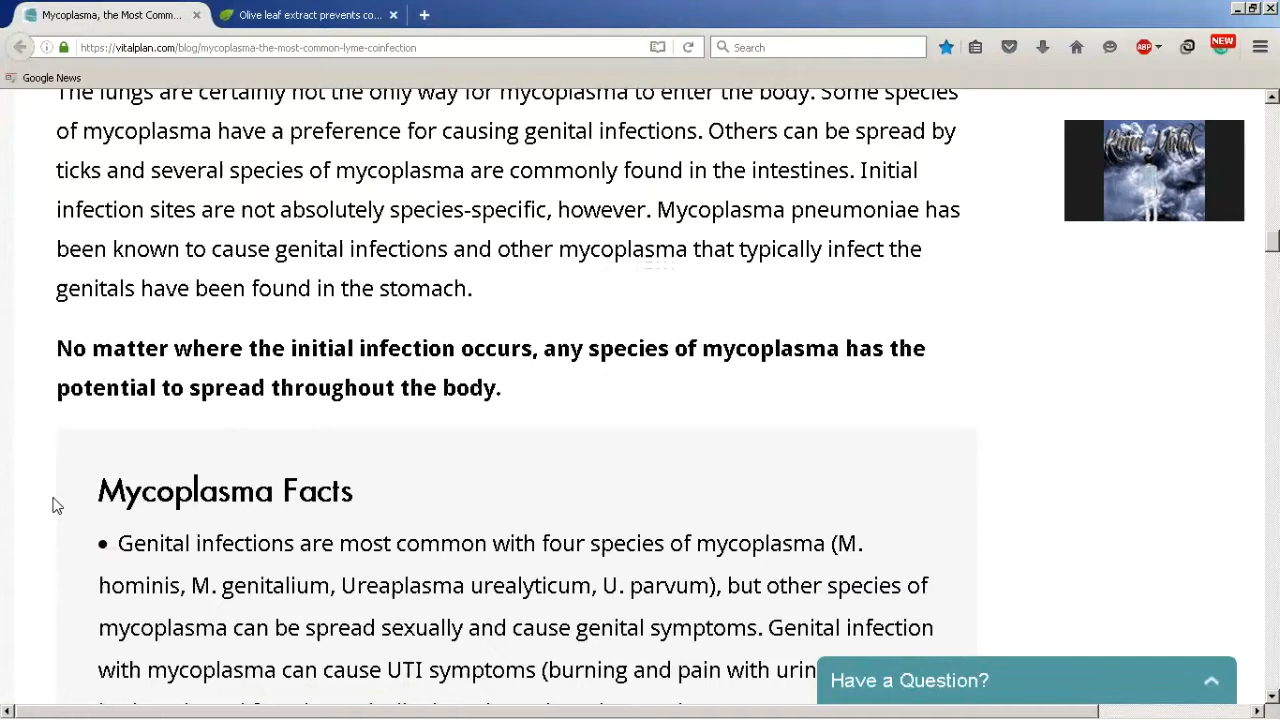 Mycoplasma, the Most Comm...
Olive leaf extract prevents co...
https://vitalplan.com/blog/mycoplasma-the-most-common-lyme-coinfection
Search
ABP
NEW
Google News
The lungs are certainly not the only way for mycoplasma to enter the body. Some species
of mycoplasma have a preference for causing genital infections. Others can be spread by
ticks and several species of mycoplasma are commonly found in the intestines. Initial
infection sites are not absolutely species-specific, however. Mycoplasma pneumoniae has
been known to cause genital infections and other mycoplasma that typically infect the
genitals have been found in the stomach.
No matter where the initial infection occurs, any species of mycoplasma has the
potential to spread throughout the body.
Mycoplasma Facts
• Genital infections are most common with four species of mycoplasma (M.
hominis, M. genitalium, Ureaplasma urealyticum, U. parvum), but other species of
mycoplasma can be spread sexually and cause genital symptoms. Genital infection
with mycoplasma can cause UTI symptoms (burning and pain with urin
Have a Question?